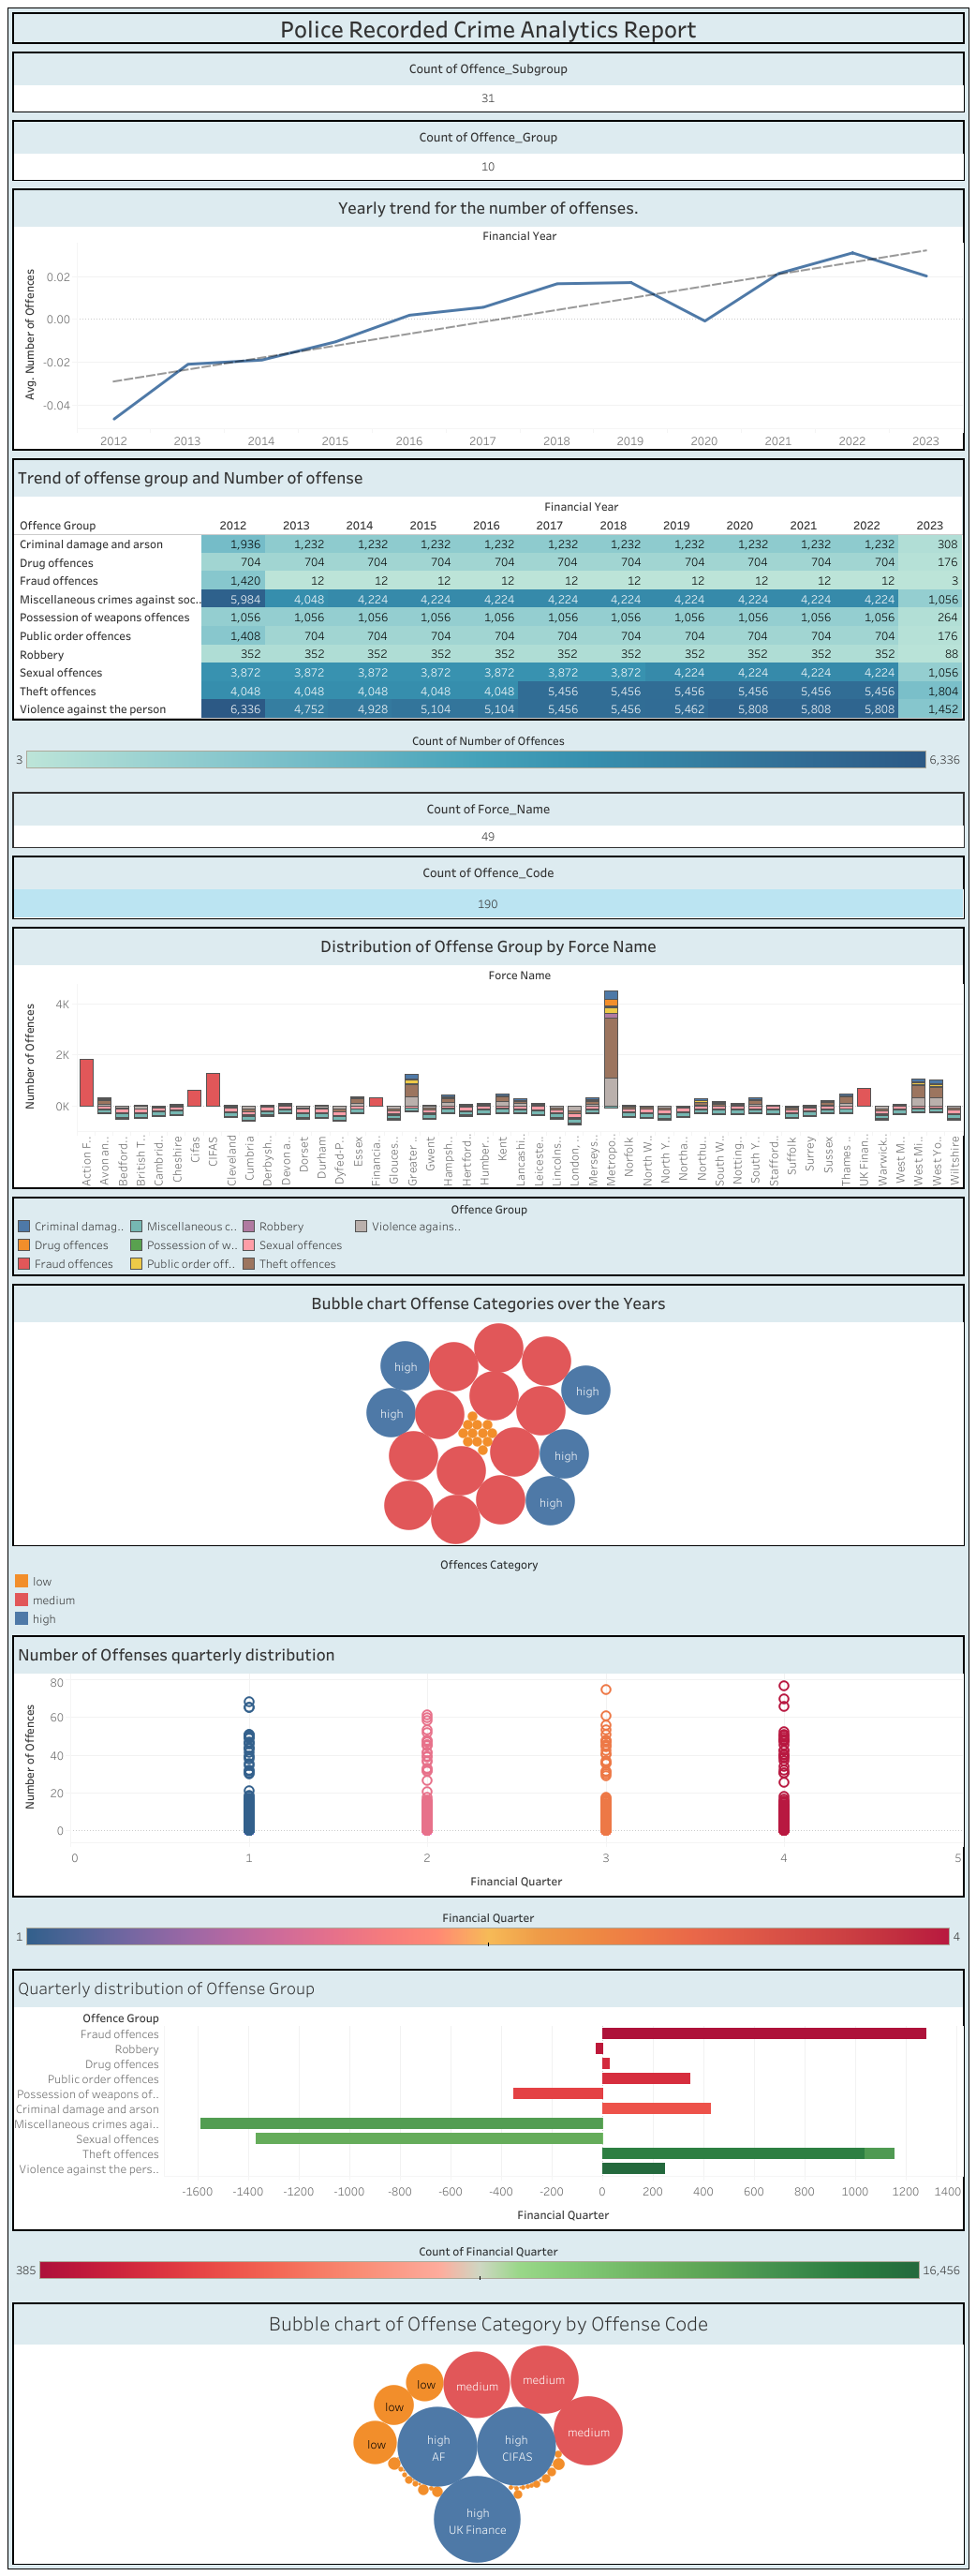 Police Recorded Crime Analytics Report
Count of Offence_Subgroup
31
Count of Offence_Group
10
Yearly trend for the number of offenses.
Financial Year
Avg. Number of Offences
0.02
0.00
-0.02
-0.04
2012 2013 2014 2015 2016 2017 2018 2019 2020 2021 2022 2023
Trend of offense group and Number of offense
Financial Year
Offence Group 2012 2013 2014 2015 2016 2017 2018 2019 2020 2021 2022 2023
Criminal damage and arson 1,936 1,232 1,232 1,232 1,232 1,232 1,232 1,232 1,232 1,232 1,232 308
Drug offences 704 704 704 704 704 704 704 704 704 704 704 176
Fraud offences 1,420 12 12 12 12 12 12 12 12 12 12 3
Miscellaneous crimes against soc.. 5,984 4,048 4,224 4,224 4,224 4,224 4,224 4,224 4,224 4,224 4,224 1,056
Possession of weapons offences 1,056 1,056 1,056 1,056 1,056 1,056 1,056 1,056 1,056 1,056 1,056 264
Public order offences 1,408 704 704 704 704 704 704 704 704 704 704 176
Robbery 352 352 352 352 352 352 352 352 352 352 352 88
Sexual offences 3,872 3,872 3,872 3,872 3,872 3,872 3,872 4,224 4,224 4,224 4,224 1,056
Theft offences 4,048 4,048 4,048 4,048 4,048 5,456 5,456 5,456 5,456 5,456 5,456 1,804
Violence against the person 6,336 4,752 4,928 5,104 5,104 5,456 5,456 5,462 5,808 5,808 5,808 1,452
Count of Number of Offences
3 6,336
Count of Force_Name
49
Count of Offence_Code
190
Distribution of Offense Group by Force Name
Force Name
Number of Offences
4K
2K
0K
Action F..
Avon an..
Bedford..
British T..
Cambrid..
Cheshire
Cifas
CIFAS
Cleveland
Cumbria
Derbysh..
Devon a..
Dorset
Durham
Dyfed-P..
Essex
Financia..
Glouces..
Greater ..
Gwent
Hampsh..
Hertford..
Humber..
Kent
Lancashi..
Leiceste..
Lincolns..
London, ..
Merseys..
Metropo..
Norfolk
North W..
North Y..
Northa..
Northu..
Notting..
South W..
South Y..
Stafford..
Suffolk
Surrey
Sussex
Thames ..
UK Finan..
Warwick..
West M..
West Mi..
West Yo..
Wiltshire
Offence Group
Criminal damag.. Miscellaneous c.. Robbery Violence agains..
Drug offences Possession of w.. Sexual offences
Fraud offences Public order off.. Theft offences
Bubble chart Offense Categories over the Years
high
high
high
high
high
Offences Category
low
medium
high
Number of Offenses quarterly distribution
Number of Offences
80
60
40
20
0
0 1 2 3 4 5
Financial Quarter
Financial Quarter
1 4
Quarterly distribution of Offense Group
Offence Group
Fraud offences
Robbery
Drug offences
Public order offences
Possession of weapons of..
Criminal damage and arson
Miscellaneous crimes agai..
Sexual offences
Theft offences
Violence against the pers..
-1600 -1400 -1200 -1000 -800 -600 -400 -200 0 200 400 600 800 1000 1200 1400
Financial Quarter
Count of Financial Quarter
385 16,456
Bubble chart of Offense Category by Offense Code
low
medium
medium
low
medium
low
high
AF
high
CIFAS
high
UK Finance